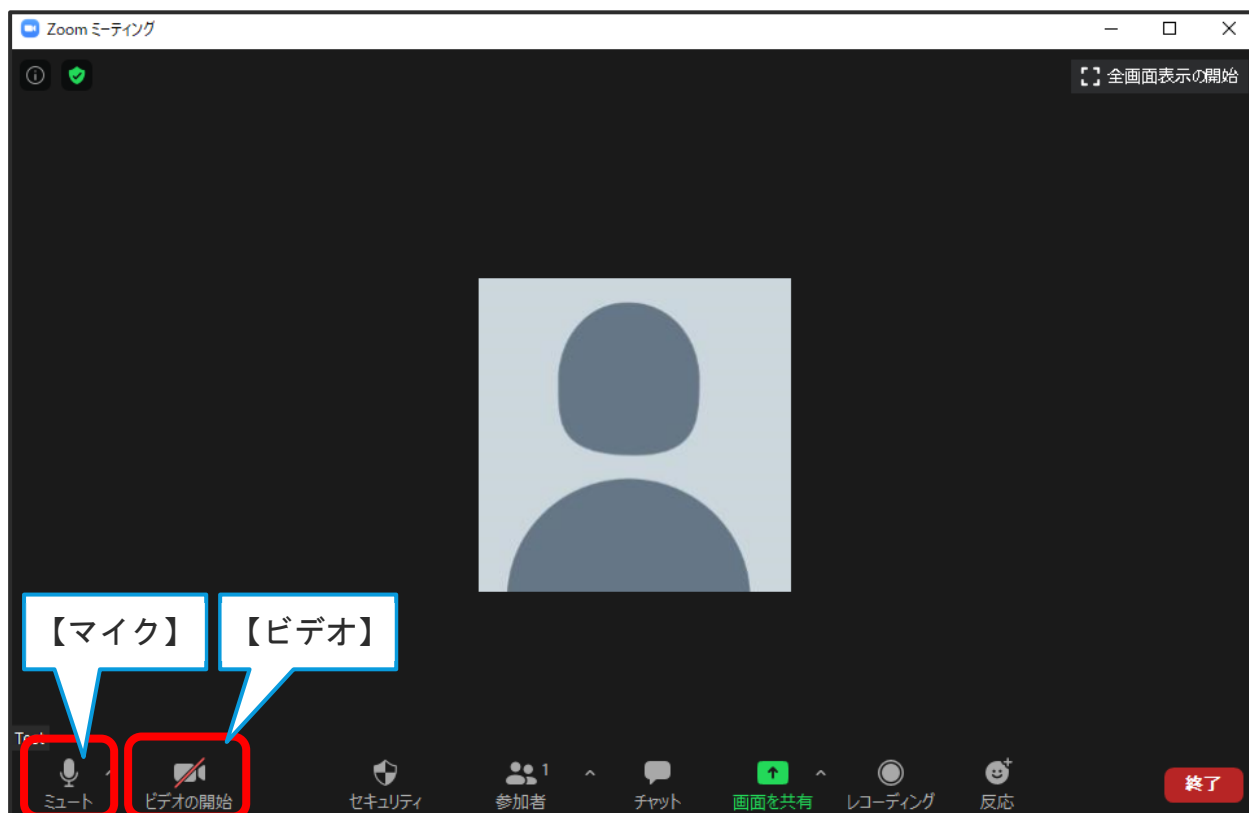 Zoom ミーティング
全画面表示の開始
【マイク】
【ビデオ】
ミュート
ビデオの開始
セキュリティ
参加者
1
チャット
画面を共有
レコーディング
反応
終了